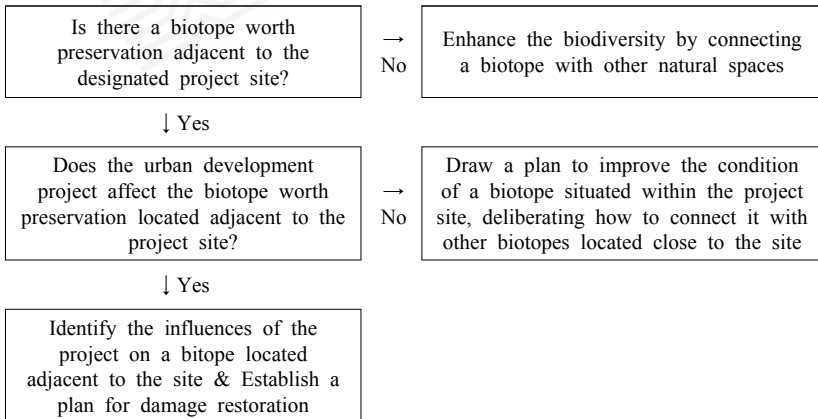 Is there a biotope worth
preservation adjacent to the
designated project site?
→
No
Enhance the biodiversity by connecting
a biotope with other natural spaces
↓ Yes
Does the urban development
project affect the biotope worth
preservation located adjacent to the
project site?
→
No
Draw a plan to improve the condition
of a biotope situated within the project
site, deliberating how to connect it with
other biotopes located close to the site
↓ Yes
Identify the influences of the
project on a bitope located
adjacent to the site & Establish a
plan for damage restoration